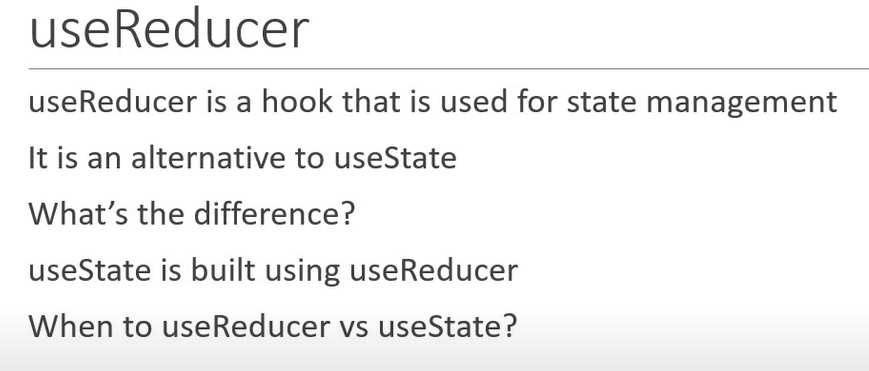 useReducer
useReducer is a hook that is used for state management
It is an alternative to useState
What’s the difference?
useState is built using useReducer
When to useReducer vs useState?